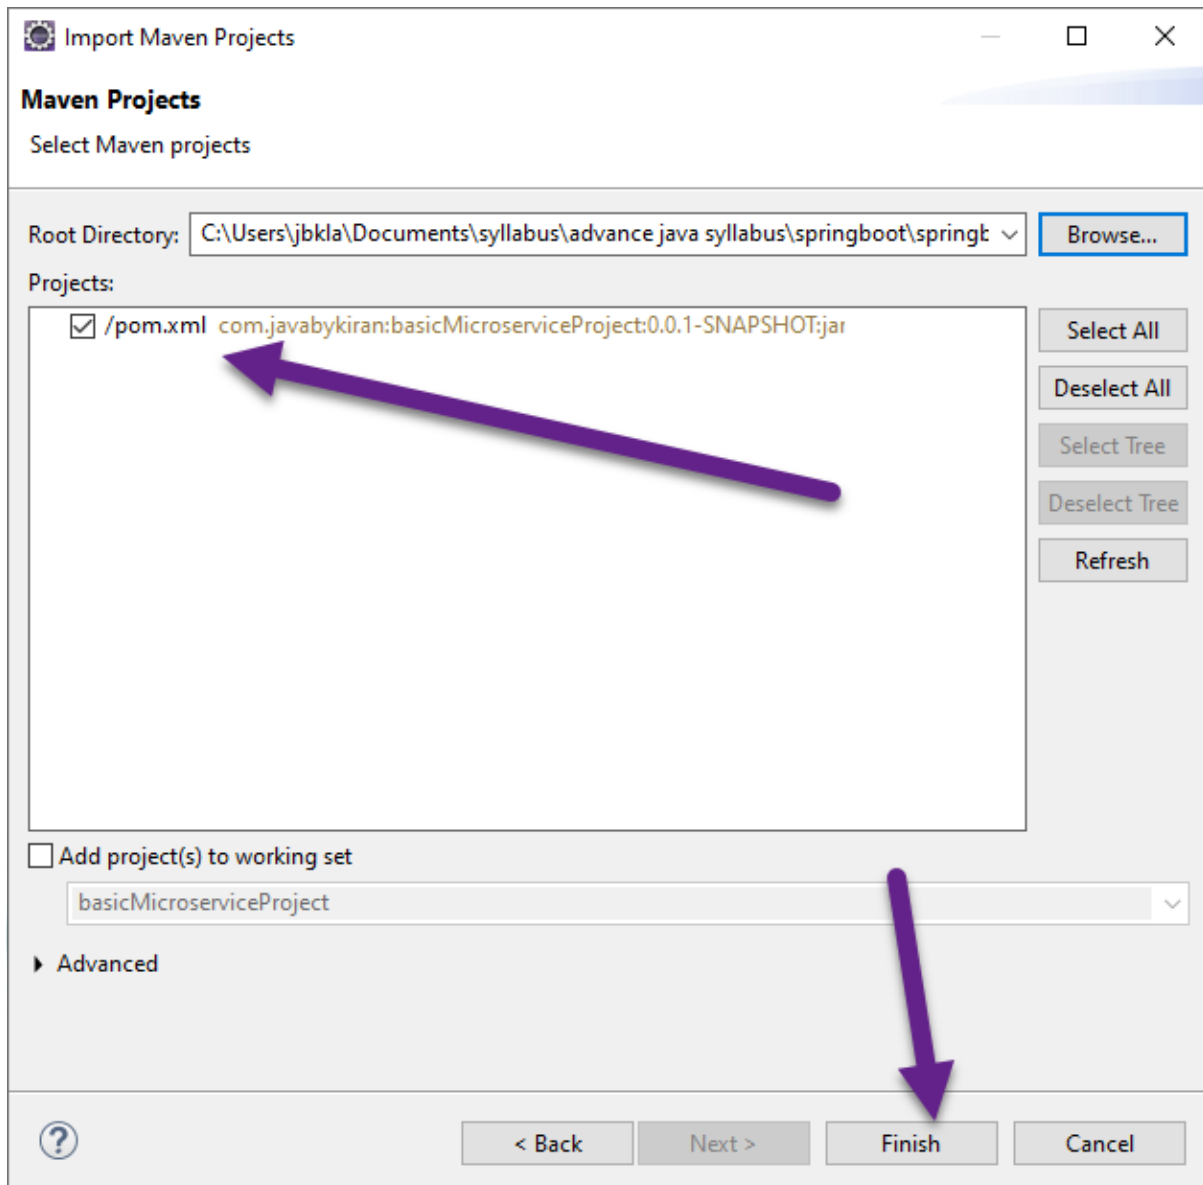 Import Maven Projects
Maven Projects
Select Maven projects
Root Directory: C:\Users\jbkla\Documents\syllabus\advance java syllabus\springboot\springb Browse...
Projects:
/pom.xml com.javabykiran:basicMicroserviceProject:0.0.1-SNAPSHOT:jar
Select All
Deselect All
Select Tree
Deselect Tree
Refresh
Add project(s) to working set
basicMicroserviceProject
Advanced
? < Back Next > Finish Cancel